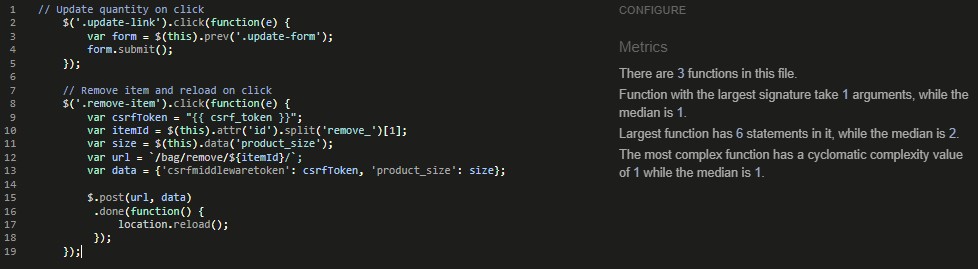 1 // Update quantity on click
2 $('.update-link').click(function(e) {
3 var form = $(this).prev('.update-form');
4 form.submit();
5 });
6
7 // Remove item and reload on click
8 $('.remove-item').click(function(e) {
9 var csrfToken = "{{ csrf_token }}";
10 var itemId = $(this).attr('id').split('remove_')[1];
11 var size = $(this).data('product_size');
12 var url = `/bag/remove/${itemId}/`;
13 var data = {'csrfmiddlewaretoken': csrfToken, 'product_size': size};
14
15 $.post(url, data)
16 .done(function() {
17 location.reload();
18 });
19 });
CONFIGURE
Metrics
There are 3 functions in this file.
Function with the largest signature take 1 arguments, while the
median is 1.
Largest function has 6 statements in it, while the median is 2.
The most complex function has a cyclomatic complexity value
of 1 while the median is 1.